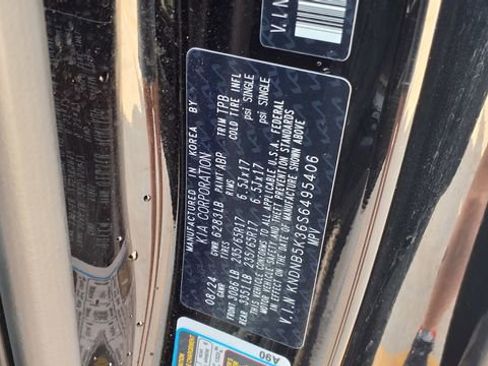 MANUFACTURED IN KOREA BY
KIA CORPORATION
08/24 GVWR 6283LB PAINT ABR TRIM TPB
GAWR TIRES RIMS COLD TIRE INFL
FRONT 3086LB 235/65R17 6.5Jx17 psi SINGLE
REAR 3351LB 235/65R17 6.5Jx17 psi SINGLE
THIS VEHICLE CONFORMS TO ALL APPLICABLE U.S.A. FEDERAL
MOTOR VEHICLE SAFETY AND THEFT PREVENTION STANDARDS
IN EFFECT ON THE DATE OF MANUFACTURE SHOWN ABOVE
V.I.N KNDNB5K36S6495406
MPV
V.I.N
A90